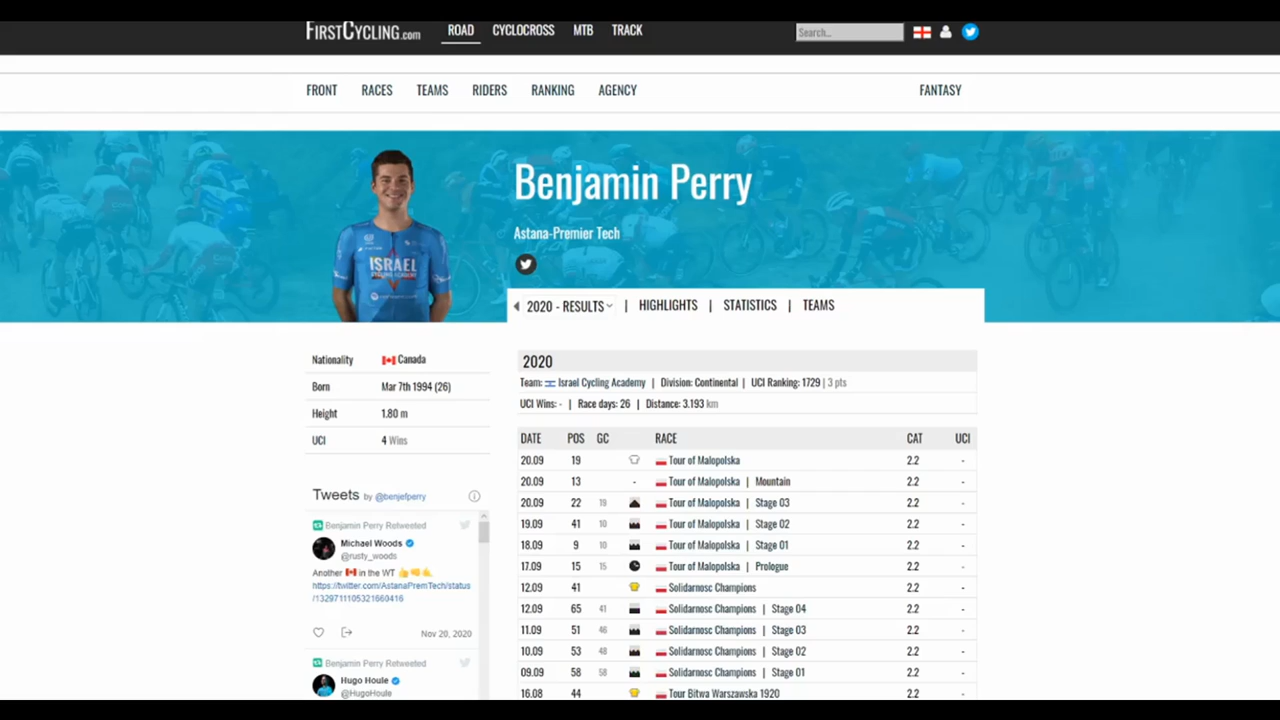 FIRSTCYCLING.com ROAD CYCLOCROSS MTB TRACK Search...
FRONT RACES TEAMS RIDERS RANKING AGENCY FANTASY
Benjamin Perry
Astana-Premier Tech
ISRAEL
CYCLING ACADEMY
2020 - RESULTS | HIGHLIGHTS | STATISTICS | TEAMS
Nationality Canada
Born Mar 7th 1994 (26)
Height 1.80 m
UCI 4 Wins
Tweets by @benjefperry
Benjamin Perry Retweeted
Michael Woods
@rusty_woods
Another in the WT
https://twitter.com/AstanaPremTech/status
/1329711105321660416
Nov 20, 2020
Benjamin Perry Retweeted
Hugo Houle
@HugoHoule
2020
Team: Israel Cycling Academy | Division: Continental | UCI Ranking: 1729 | 3 pts
UCI Wins: - | Race days: 26 | Distance: 3.193 km
DATE POS GC RACE CAT UCI
20.09 19 Tour of Malopolska 2.2 -
20.09 13 - Tour of Malopolska | Mountain 2.2 -
20.09 22 19 Tour of Malopolska | Stage 03 2.2 -
19.09 41 10 Tour of Malopolska | Stage 02 2.2 -
18.09 9 10 Tour of Malopolska | Stage 01 2.2 -
17.09 15 15 Tour of Malopolska | Prologue 2.2 -
12.09 41 Solidarnosc Champions 2.2 -
12.09 65 41 Solidarnosc Champions | Stage 04 2.2 -
11.09 51 46 Solidarnosc Champions | Stage 03 2.2 -
10.09 53 48 Solidarnosc Champions | Stage 02 2.2 -
09.09 58 58 Solidarnosc Champions | Stage 01 2.2 -
16.08 44 Tour Bitwa Warszawska 1920 2.2 -